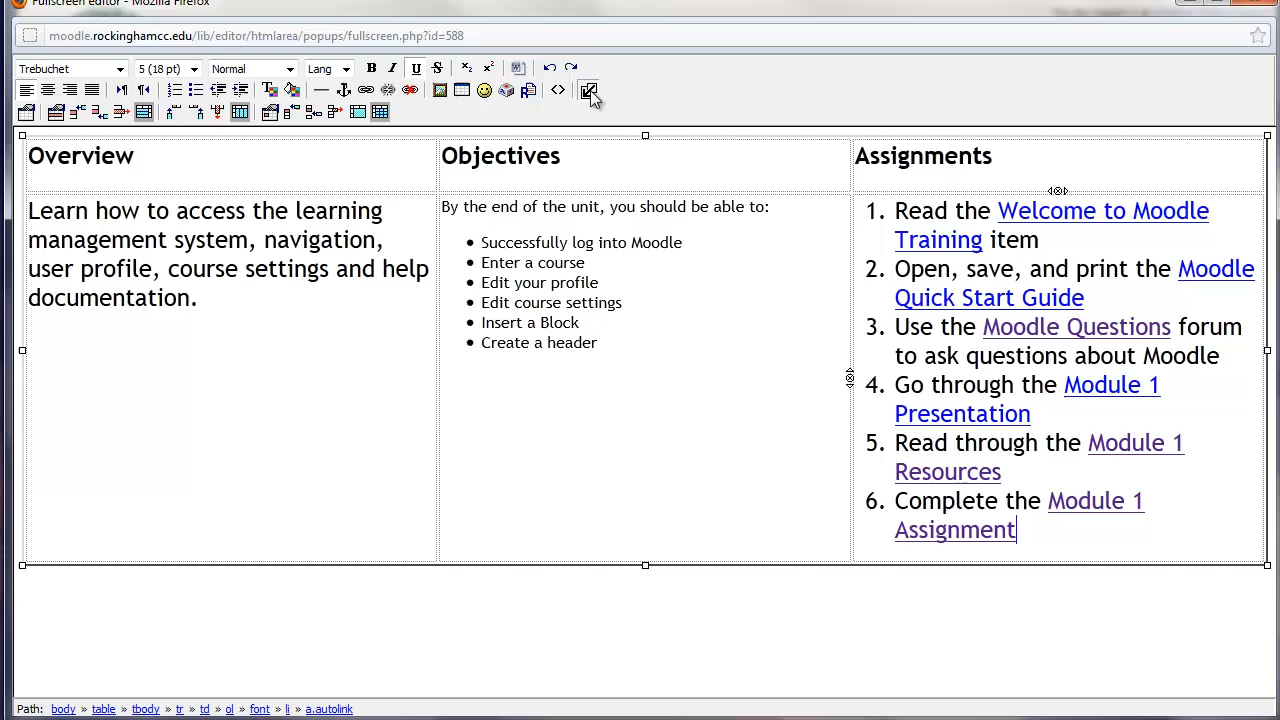 Fullscreen editor - Mozilla Firefox
moodle.rockinghamcc.edu/lib/editor/htmlarea/popups/fullscreen.php?id=588
Trebuchet 5 (18 pt) Normal Lang B I U S
Overview
Learn how to access the learning
management system, navigation,
user profile, course settings and help
documentation.
Objectives
By the end of the unit, you should be able to:
• Successfully log into Moodle
• Enter a course
• Edit your profile
• Edit course settings
• Insert a Block
• Create a header
Assignments
1. Read the Welcome to Moodle
Training item
2. Open, save, and print the Moodle
Quick Start Guide
3. Use the Moodle Questions forum
to ask questions about Moodle
4. Go through the Module 1
Presentation
5. Read through the Module 1
Resources
6. Complete the Module 1
Assignment
Path: body » table » tbody » tr » td » ol » font » li » a.autolink